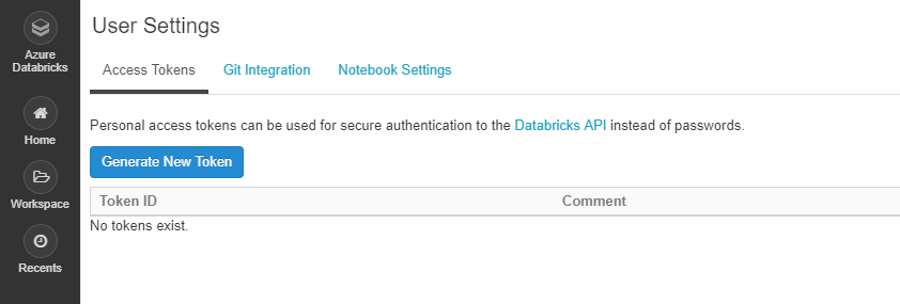 Azure
Databricks
Home
Workspace
Recents
User Settings
Access Tokens Git Integration Notebook Settings
Personal access tokens can be used for secure authentication to the Databricks API instead of passwords.
Generate New Token
Token ID Comment
No tokens exist.